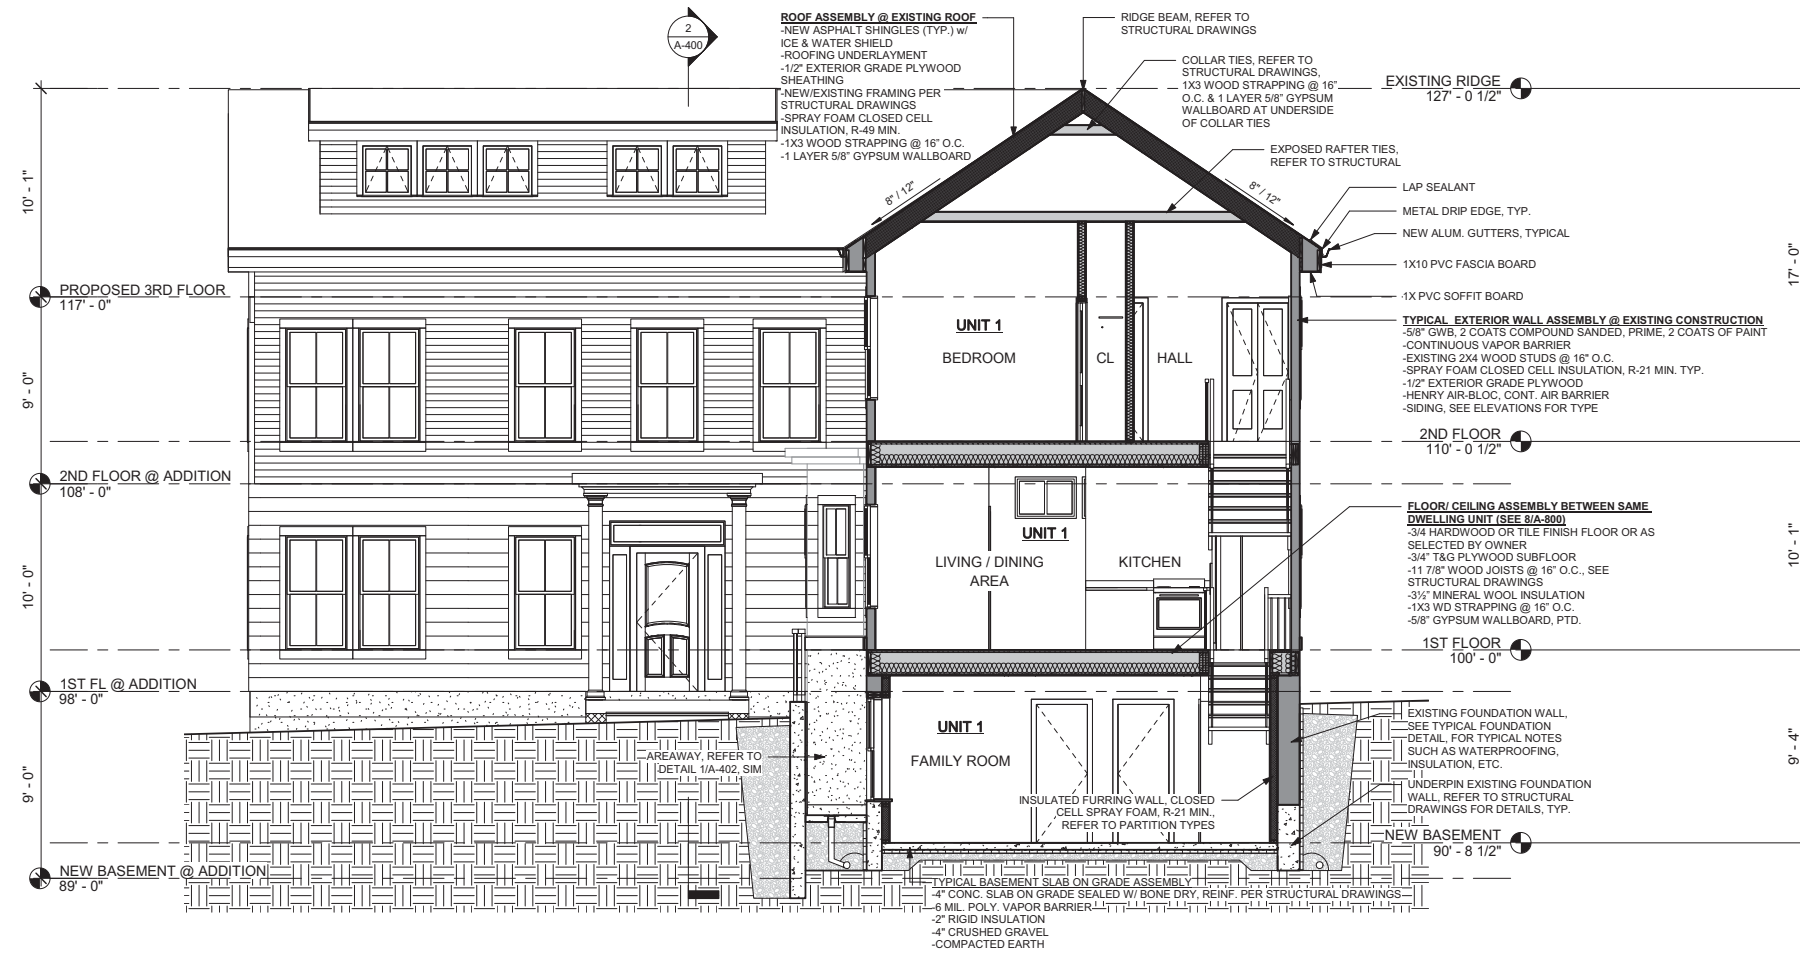 2
A-400
ROOF ASSEMBLY @ EXISTING ROOF
-NEW ASPHALT SHINGLES (TYP.) w/
ICE & WATER SHIELD
-ROOFING UNDERLAYMENT
-1/2" EXTERIOR GRADE PLYWOOD
SHEATHING
-NEW/EXISTING FRAMING PER
STRUCTURAL DRAWINGS
-SPRAY FOAM CLOSED CELL
INSULATION, R-49 MIN.
-1X3 WOOD STRAPPING @ 16" O.C.
-1 LAYER 5/8" GYPSUM WALLBOARD
RIDGE BEAM, REFER TO
STRUCTURAL DRAWINGS
COLLAR TIES, REFER TO
STRUCTURAL DRAWINGS,
1X3 WOOD STRAPPING @ 16"
O.C. & 1 LAYER 5/8" GYPSUM
WALLBOARD AT UNDERSIDE
OF COLLAR TIES
EXISTING RIDGE
127' - 0 1/2"
EXPOSED RAFTER TIES,
REFER TO STRUCTURAL
8" / 12"
8" / 12"
LAP SEALANT
METAL DRIP EDGE, TYP.
NEW ALUM. GUTTERS, TYPICAL
1X10 PVC FASCIA BOARD
1X PVC SOFFIT BOARD
10' - 1"
17' - 0"
PROPOSED 3RD FLOOR
117' - 0"
TYPICAL EXTERIOR WALL ASSEMBLY @ EXISTING CONSTRUCTION
-5/8" GWB, 2 COATS COMPOUND SANDED, PRIME, 2 COATS OF PAINT
-CONTINUOUS VAPOR BARRIER
-EXISTING 2X4 WOOD STUDS @ 16" O.C.
-SPRAY FOAM CLOSED CELL INSULATION, R-21 MIN. TYP.
-1/2" EXTERIOR GRADE PLYWOOD
-HENRY AIR-BLOC, CONT. AIR BARRIER
-SIDING, SEE ELEVATIONS FOR TYPE
UNIT 1
BEDROOM
CL
HALL
9' - 0"
2ND FLOOR
110' - 0 1/2"
2ND FLOOR @ ADDITION
108' - 0"
FLOOR/ CEILING ASSEMBLY BETWEEN SAME
DWELLING UNIT (SEE 8/A-800)
-3/4 HARDWOOD OR TILE FINISH FLOOR OR AS
SELECTED BY OWNER
-3/4" T&G PLYWOOD SUBFLOOR
-11 7/8" WOOD JOISTS @ 16" O.C., SEE
STRUCTURAL DRAWINGS
-3½" MINERAL WOOL INSULATION
-1X3 WD STRAPPING @ 16" O.C.
-5/8" GYPSUM WALLBOARD, PTD.
UNIT 1
LIVING / DINING
AREA
KITCHEN
10' - 0"
10' - 1"
1ST FLOOR
100' - 0"
1ST FL @ ADDITION
98' - 0"
UNIT 1
FAMILY ROOM
AREAWAY, REFER TO
DETAIL 1/A-402, SIM
INSULATED FURRING WALL, CLOSED
CELL SPRAY FOAM, R-21 MIN.,
REFER TO PARTITION TYPES
EXISTING FOUNDATION WALL,
SEE TYPICAL FOUNDATION
DETAIL, FOR TYPICAL NOTES
SUCH AS WATERPROOFING,
INSULATION, ETC.
UNDERPIN EXISTING FOUNDATION
WALL, REFER TO STRUCTURAL
DRAWINGS FOR DETAILS, TYP.
9' - 0"
9' - 4"
NEW BASEMENT
90' - 8 1/2"
NEW BASEMENT @ ADDITION
89' - 0"
TYPICAL BASEMENT SLAB ON GRADE ASSEMBLY
-4" CONC. SLAB ON GRADE SEALED W/ BONE DRY, REINF. PER STRUCTURAL DRAWINGS
-6 MIL. POLY. VAPOR BARRIER
-2" RIGID INSULATION
-4" CRUSHED GRAVEL
-COMPACTED EARTH